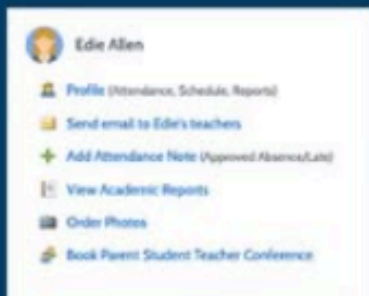 Edie Allen
Profile (Attendance, Schedule, Reports)
Send email to Edie's teachers
Add Attendance Note (Approved Absence/Late)
View Academic Reports
Order Photos
Book Parent Student Teacher Conference